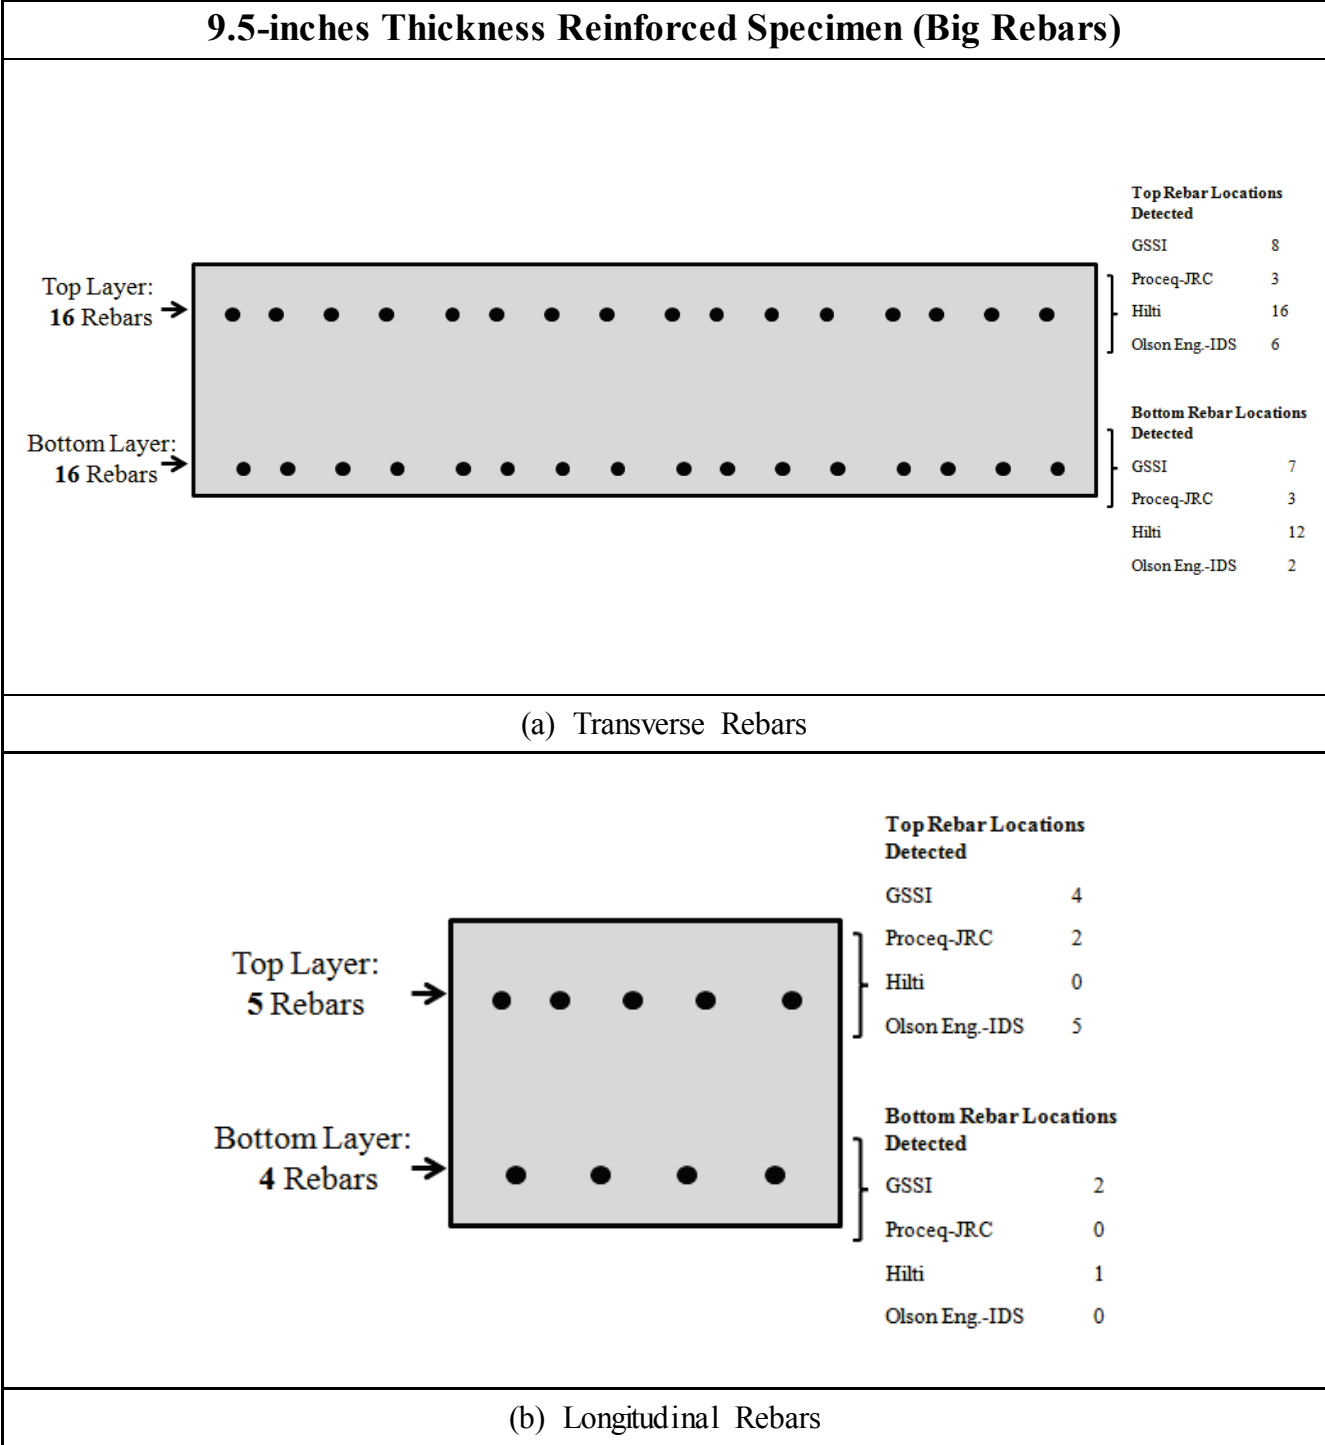 9.5-inches Thickness Reinforced Specimen (Big Rebars)
Top Layer:
16 Rebars
Bottom Layer:
16 Rebars
Top Rebar Locations
Detected
GSSI 8
Proceq-JRC 3
Hilti 16
Olson Eng.-IDS 6
Bottom Rebar Locations
Detected
GSSI 7
Proceq-JRC 3
Hilti 12
Olson Eng.-IDS 2
(a) Transverse Rebars
Top Layer:
5 Rebars
Bottom Layer:
4 Rebars
Top Rebar Locations
Detected
GSSI 4
Proceq-JRC 2
Hilti 0
Olson Eng.-IDS 5
Bottom Rebar Locations
Detected
GSSI 2
Proceq-JRC 0
Hilti 1
Olson Eng.-IDS 0
(b) Longitudinal Rebars